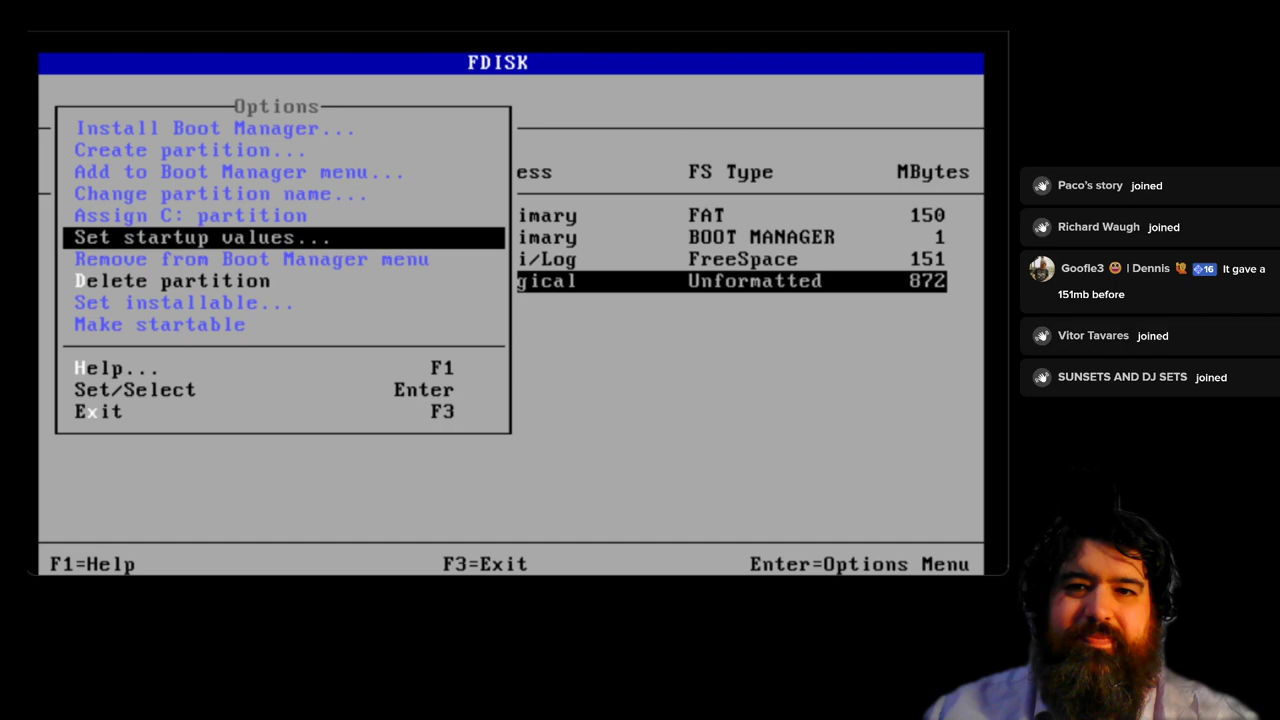 FDISK
Options
Install Boot Manager...
Create partition...
Add to Boot Manager menu...
Change partition name...
Assign C: partition
Set startup values...
Remove from Boot Manager menu
Delete partition
Set installable...
Make startable
Help... F1
Set/Select Enter
Exit F3
ess FS Type MBytes
imary FAT 150
imary BOOT MANAGER 1
i/Log FreeSpace 151
gical Unformatted 872
F1=Help F3=Exit Enter=Options Menu
Paco's story joined
Richard Waugh joined
Goofle3 😃 | Dennis 16 It gave a
151mb before
Vitor Tavares joined
SUNSETS AND DJ SETS joined